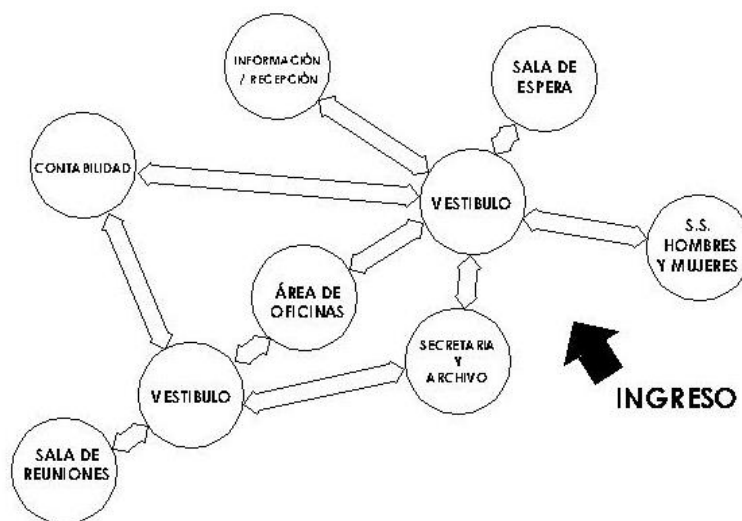 INFORMACIÓN
/ RECEPCIÓN
SALA DE
ESPERA
CONTABILIDAD
VESTIBULO
S.S.
HOMBRES
Y MUJERES
ÁREA DE
OFICINAS
SECRETARIA
Y
ARCHIVO
VESTIBULO
INGRESO
SALA DE
REUNIONES